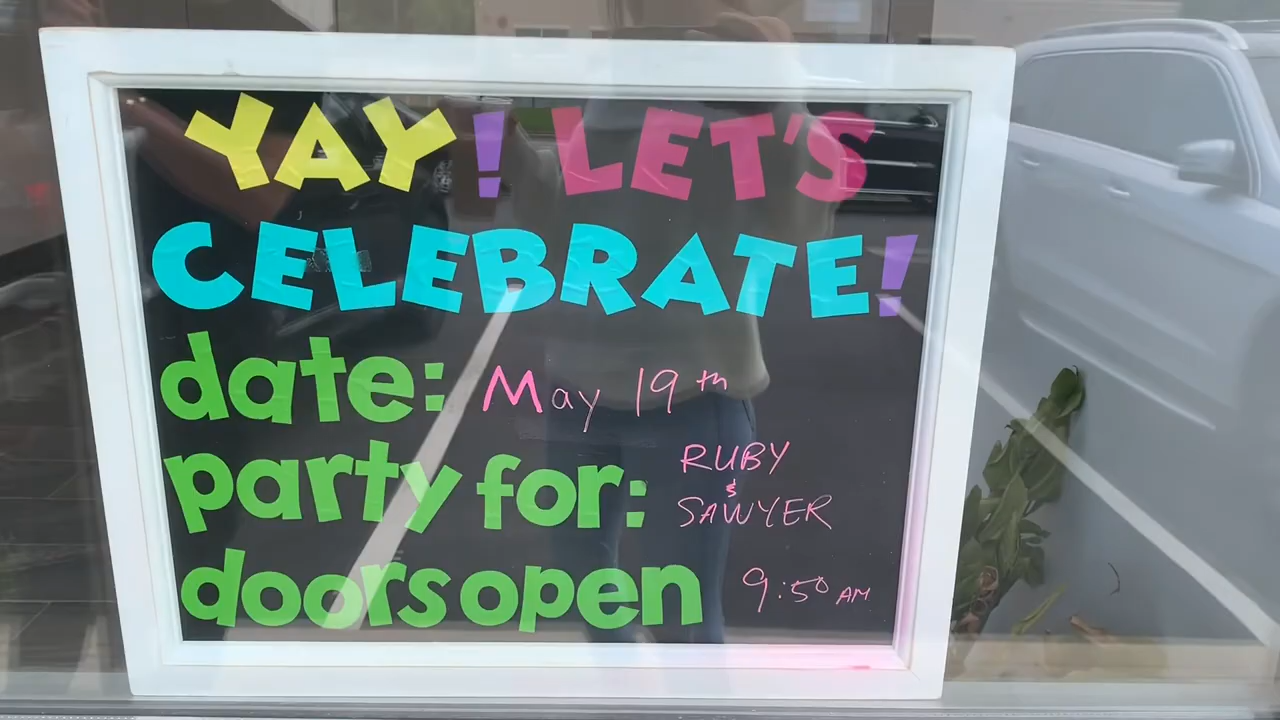 YAY! LET'S
CELEBRATE!
date: May 19th
party for: RUBY
& SAWYER
doors open 9:50 AM